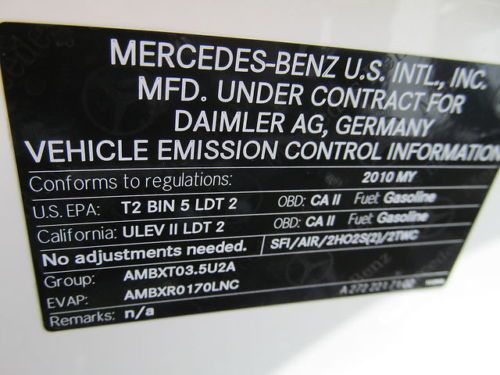 MERCEDES-BENZ U.S. INTL., INC.
MFD. UNDER CONTRACT FOR
DAIMLER AG, GERMANY
VEHICLE EMISSION CONTROL INFORMATION
Conforms to regulations: 2010 MY
U.S. EPA: T2 BIN 5 LDT 2 OBD: CA II Fuel: Gasoline
California: ULEV II LDT 2 OBD: CA II Fuel: Gasoline
No adjustments needed. SFI/AIR/2HO2S(2)/2TWC
Group: AMBXT03.5U2A
EVAP: AMBXR0170LNC
Remarks: n/a
A 272 221